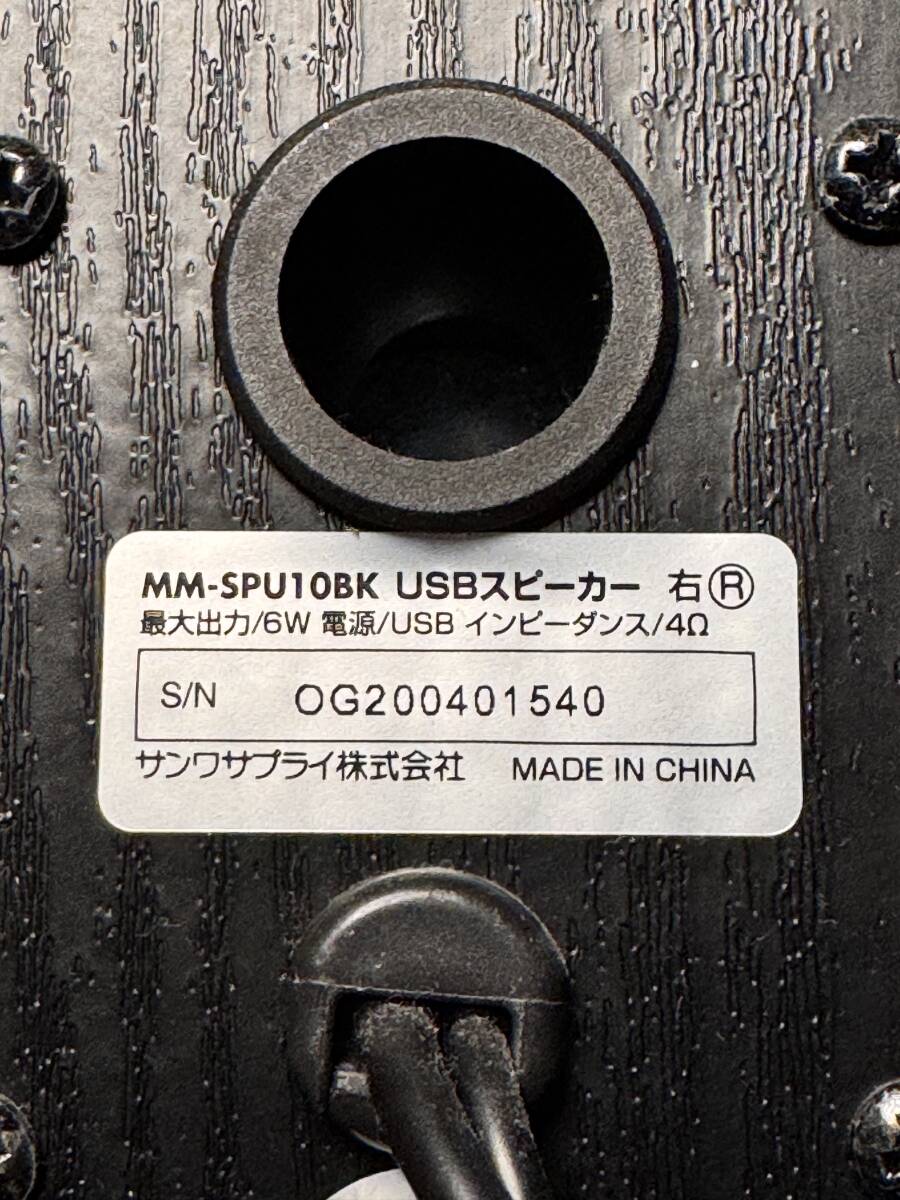 MM-SPU10BK USBスピーカー 右Ⓡ
最大出力/6W 電源/USB インピーダンス/4Ω
S/N OG200401540
サンワサプライ株式会社 MADE IN CHINA